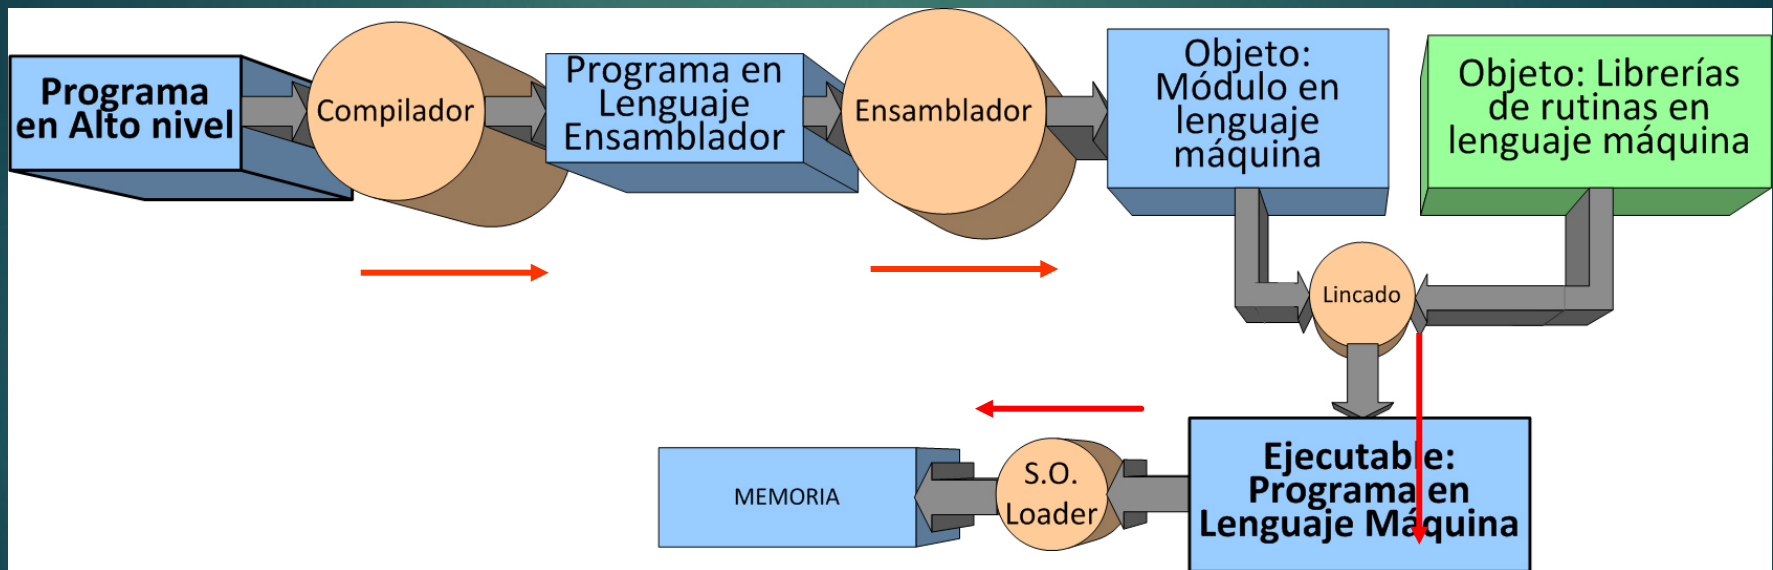 Programa
en Alto nivel
Compilador
Programa en
Lenguaje
Ensamblador
Ensamblador
Objeto:
Módulo en
lenguaje
máquina
Objeto: Librerías
de rutinas en
lenguaje máquina
Lincado
Ejecutable:
Programa en
Lenguaje Máquina
S.O.
Loader
MEMORIA